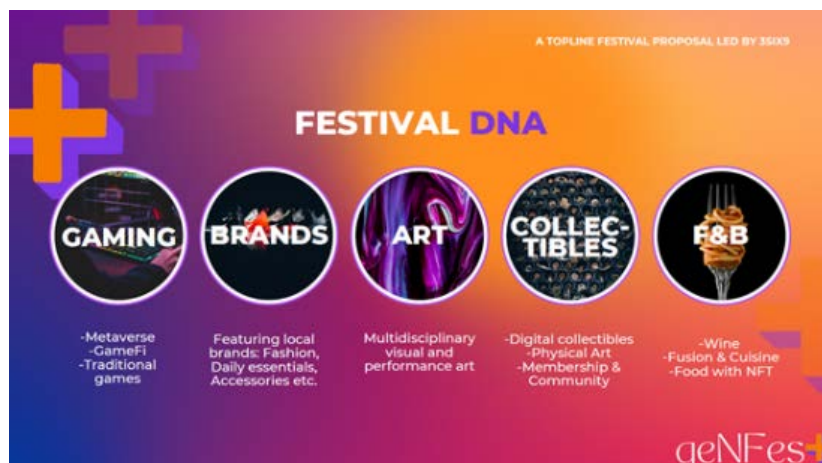 A TOPLINE FESTIVAL PROPOSAL LED BY 3SIX9
FESTIVAL DNA
GAMING
BRANDS
ART
COLLEC-
TIBLES
F&B
-Metaverse
-GameFi
-Traditional
games
Featuring local
brands: Fashion,
Daily essentials,
Accessories etc.
Multidisciplinary
visual and
performance art
-Digital collectibles
-Physical Art
-Membership &
Community
-Wine
-Fusion & Cuisine
-Food with NFT
geNFes+